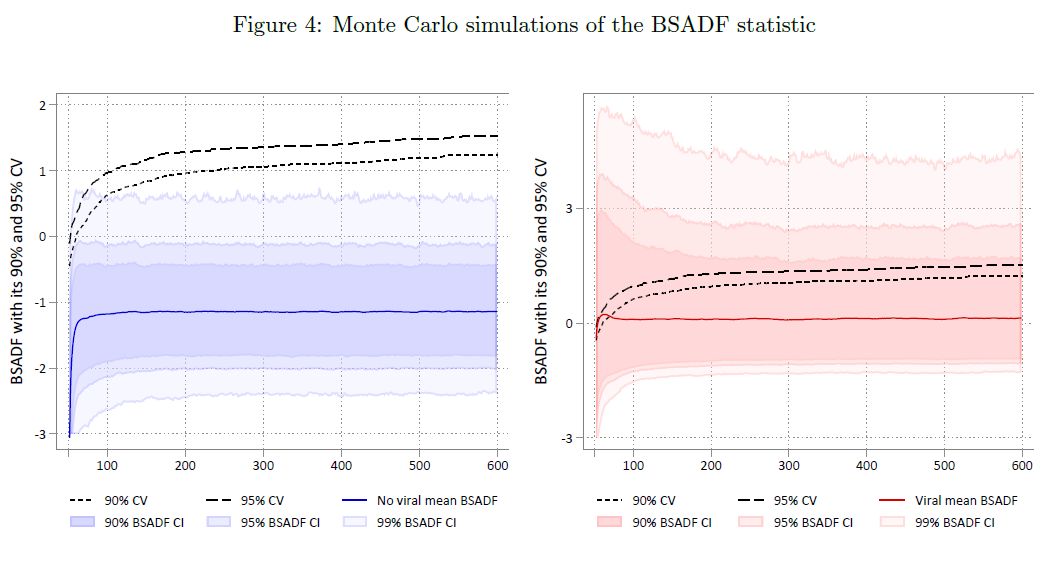 Figure 4: Monte Carlo simulations of the BSADF statistic
BSADF with its 90% and 95% CV
2
1
0
-1
-2
-3
100 200 300 400 500 600
90% CV 95% CV No viral mean BSADF
90% BSADF CI 95% BSADF CI 99% BSADF CI
BSADF with its 90% and 95% CV
3
0
-3
100 200 300 400 500 600
90% CV 95% CV Viral mean BSADF
90% BSADF CI 95% BSADF CI 99% BSADF CI